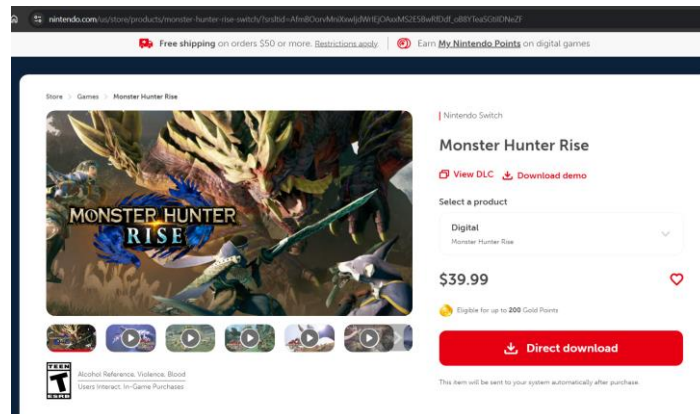 nintendo.com/us/store/products/monster-hunter-rise-switch/
Free shipping on orders $50 or more. Restrictions apply
Earn My Nintendo Points on digital games
Store > Games > Monster Hunter Rise
MONSTER HUNTER
RISE
Nintendo Switch
Monster Hunter Rise
View DLC
Download demo
Select a product
Digital
Monster Hunter Rise
$39.99
Eligible for up to 200 Gold Points
Direct download
This item will be sent to your system automatically after purchase.
TEEN
T
ESRB
Alcohol Reference, Violence, Blood
Users Interact, In-Game Purchases